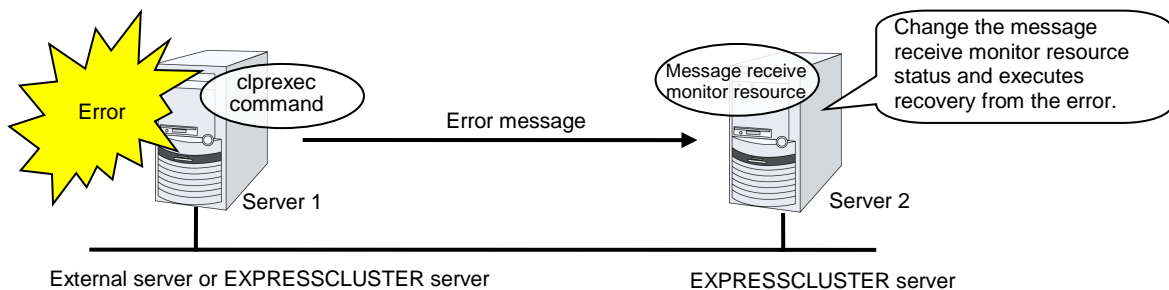 Error
clprexec
command
Error message
Message receive
monitor resource
Change the message
receive monitor resource
status and executes
recovery from the error.
Server 1
Server 2
External server or EXPRESSCLUSTER server
EXPRESSCLUSTER server